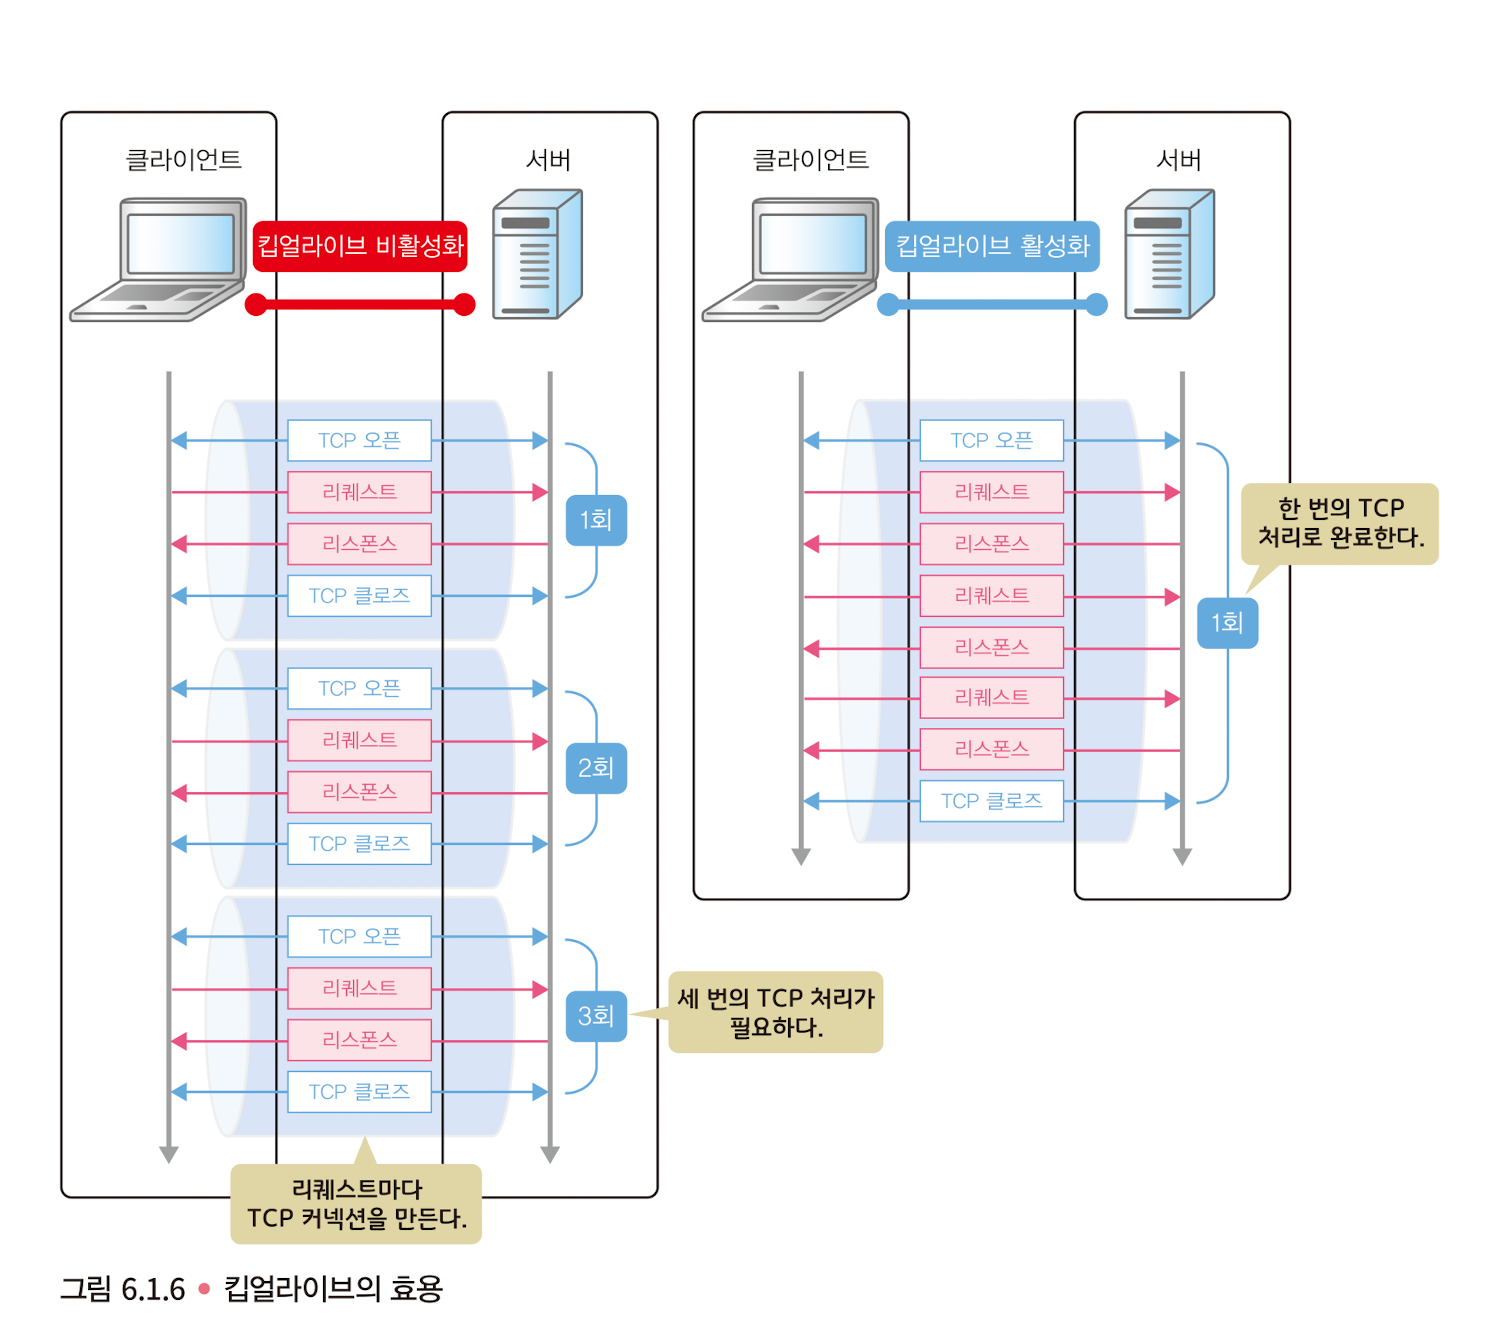 클라이언트
서버
킵얼라이브 비활성화
TCP 오픈
리퀘스트
리스폰스
TCP 클로즈
1회
TCP 오픈
리퀘스트
리스폰스
TCP 클로즈
2회
TCP 오픈
리퀘스트
리스폰스
TCP 클로즈
3회
세 번의 TCP 처리가
필요하다.
리퀘스트마다
TCP 커넥션을 만든다.
클라이언트
서버
킵얼라이브 활성화
TCP 오픈
리퀘스트
리스폰스
리퀘스트
리스폰스
리퀘스트
리스폰스
TCP 클로즈
1회
한 번의 TCP
처리로 완료한다.
그림 6.1.6 • 킵얼라이브의 효용